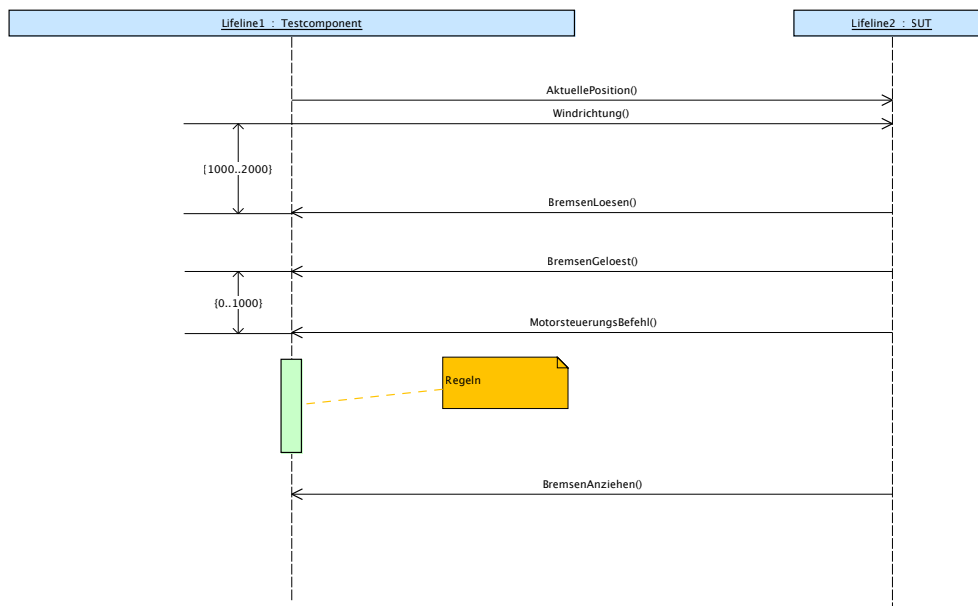 Lifeline1 : Testcomponent
Lifeline2 : SUT
AktuellePosition()
Windrichtung()
{1000..2000}
BremsenLoesen()
BremsenGeloest()
{0..1000}
MotorsteuerungsBefehl()
Regeln
BremsenAnziehen()